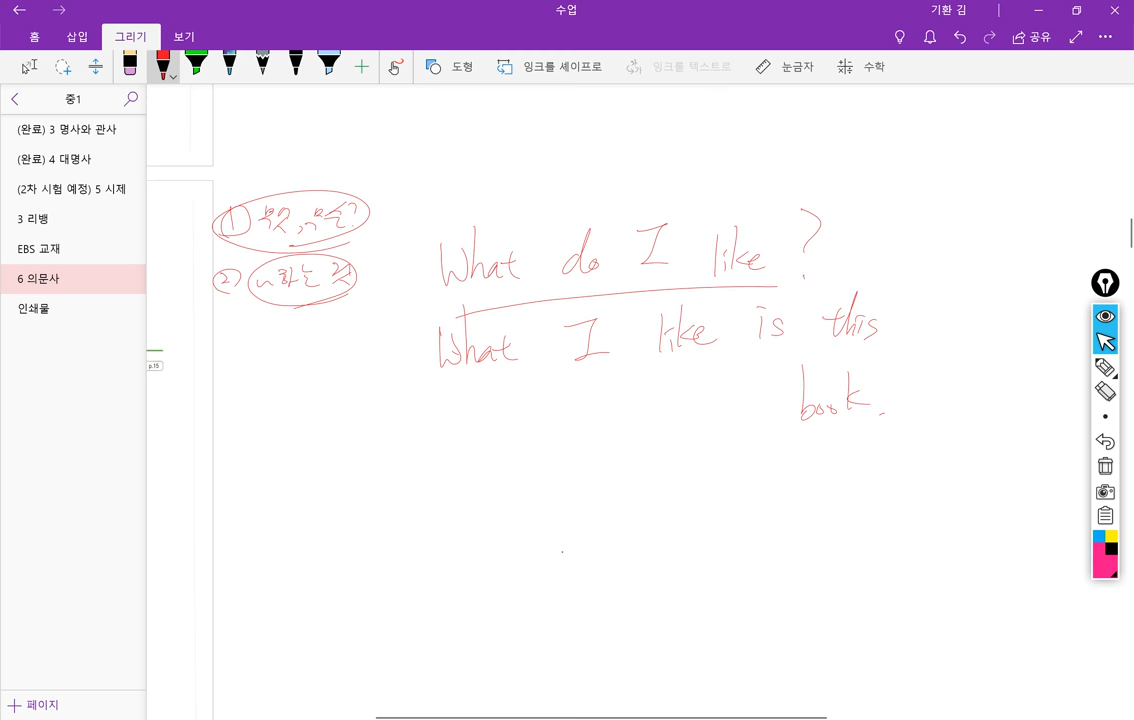 수업
기환 김
홈 삽입 그리기 보기
공유
도형 잉크를 셰이프로 잉크를 텍스트로 눈금자 수학
중1
(완료) 3 명사와 관사
(완료) 4 대명사
(2차 시험 예정) 5 시제
3 리뱅
EBS 교재
6 의문사
인쇄물
페이지
p.15
① 무엇, 무슨?
② ~하는 것
What do I like?
What I like is this
book.